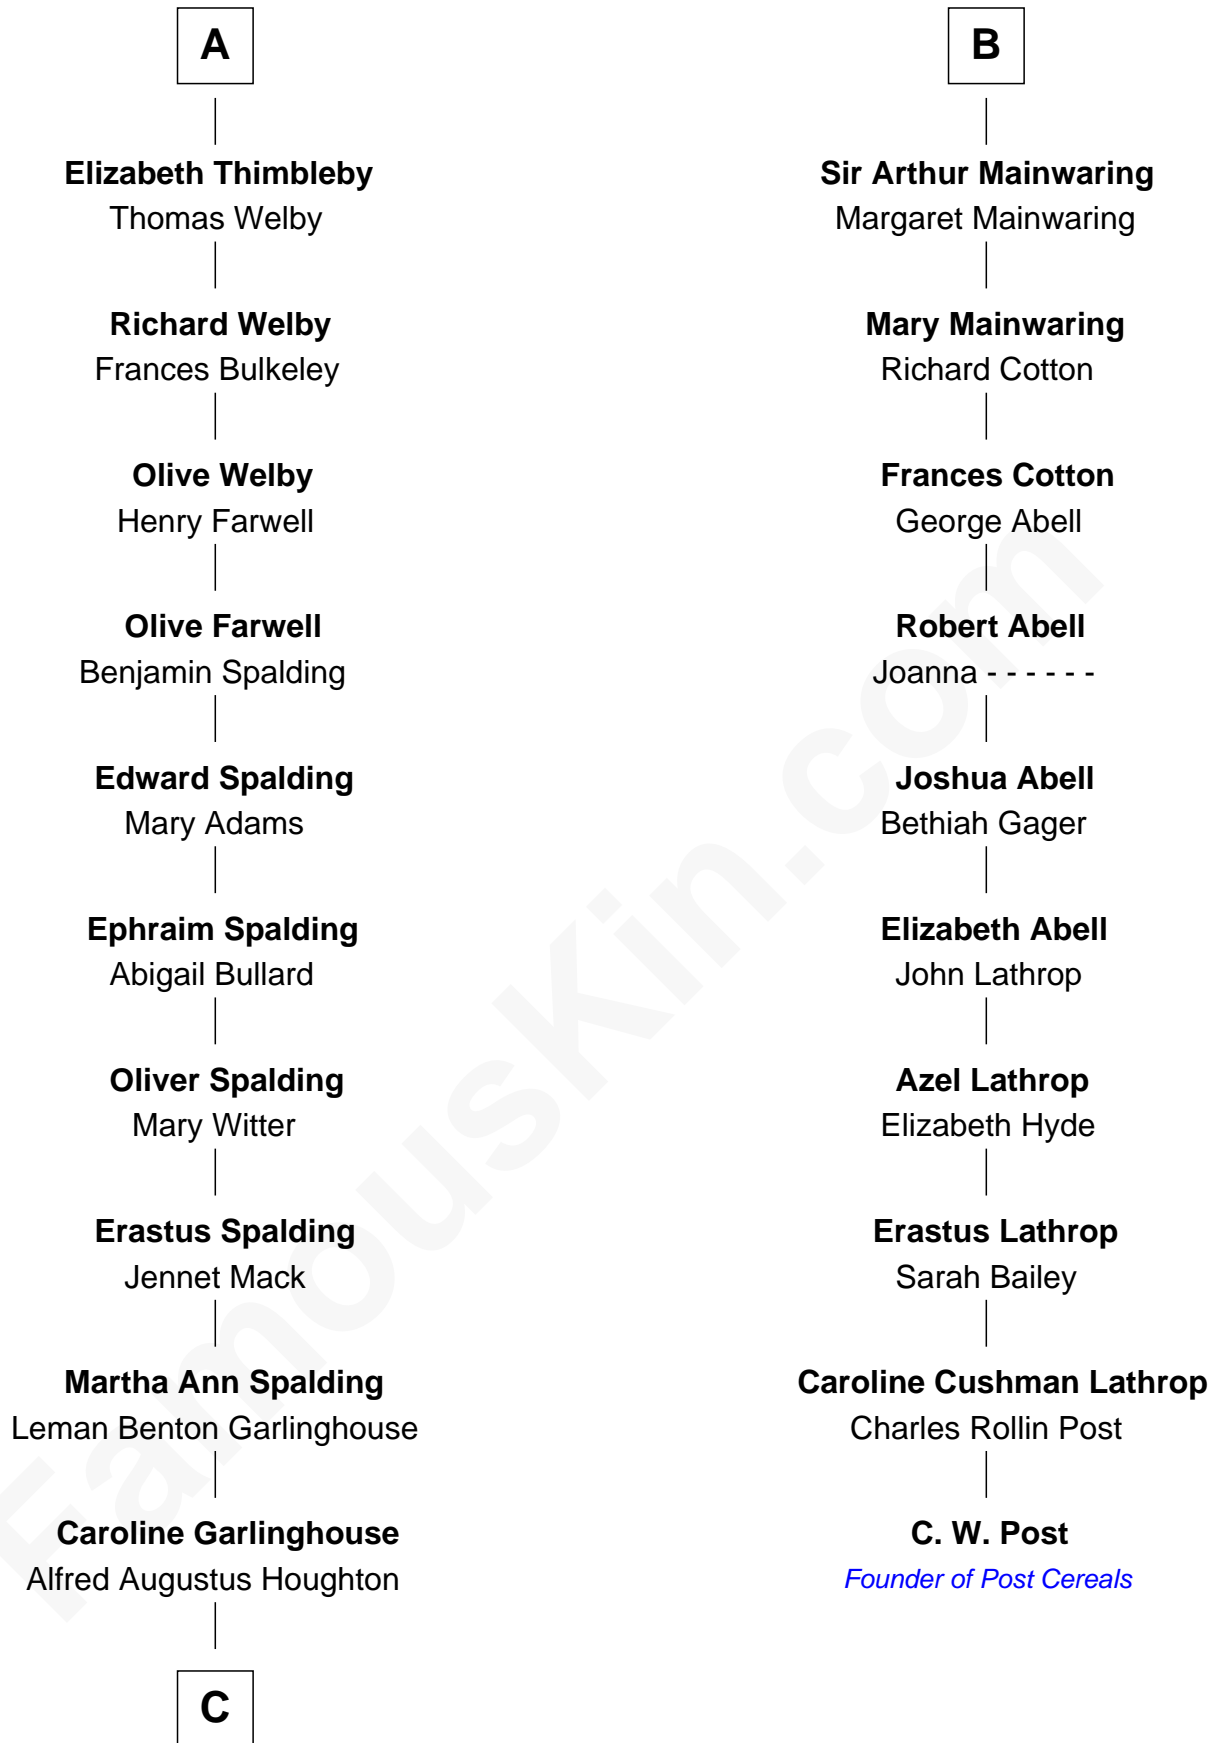 A
Elizabeth Thimbleby
Thomas Welby
Richard Welby
Frances Bulkeley
Olive Welby
Henry Farwell
Olive Farwell
Benjamin Spalding
Edward Spalding
Mary Adams
Ephraim Spalding
Abigail Bullard
Oliver Spalding
Mary Witter
Erastus Spalding
Jennet Mack
Martha Ann Spalding
Leman Benton Garlinghouse
Caroline Garlinghouse
Alfred Augustus Houghton
C
B
Sir Arthur Mainwaring
Margaret Mainwaring
Mary Mainwaring
Richard Cotton
Frances Cotton
George Abell
Robert Abell
Joanna - - - - - -
Joshua Abell
Bethiah Gager
Elizabeth Abell
John Lathrop
Azel Lathrop
Elizabeth Hyde
Erastus Lathrop
Sarah Bailey
Caroline Cushman Lathrop
Charles Rollin Post
C. W. Post
Founder of Post Cereals
FamousKin.com